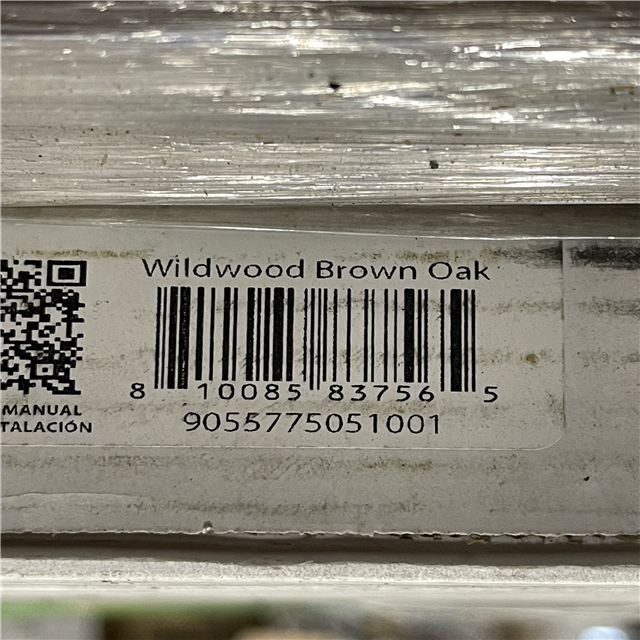 Wildwood Brown Oak
8 10085 83756 5
9055775051001
MANUAL
TALACIÓN